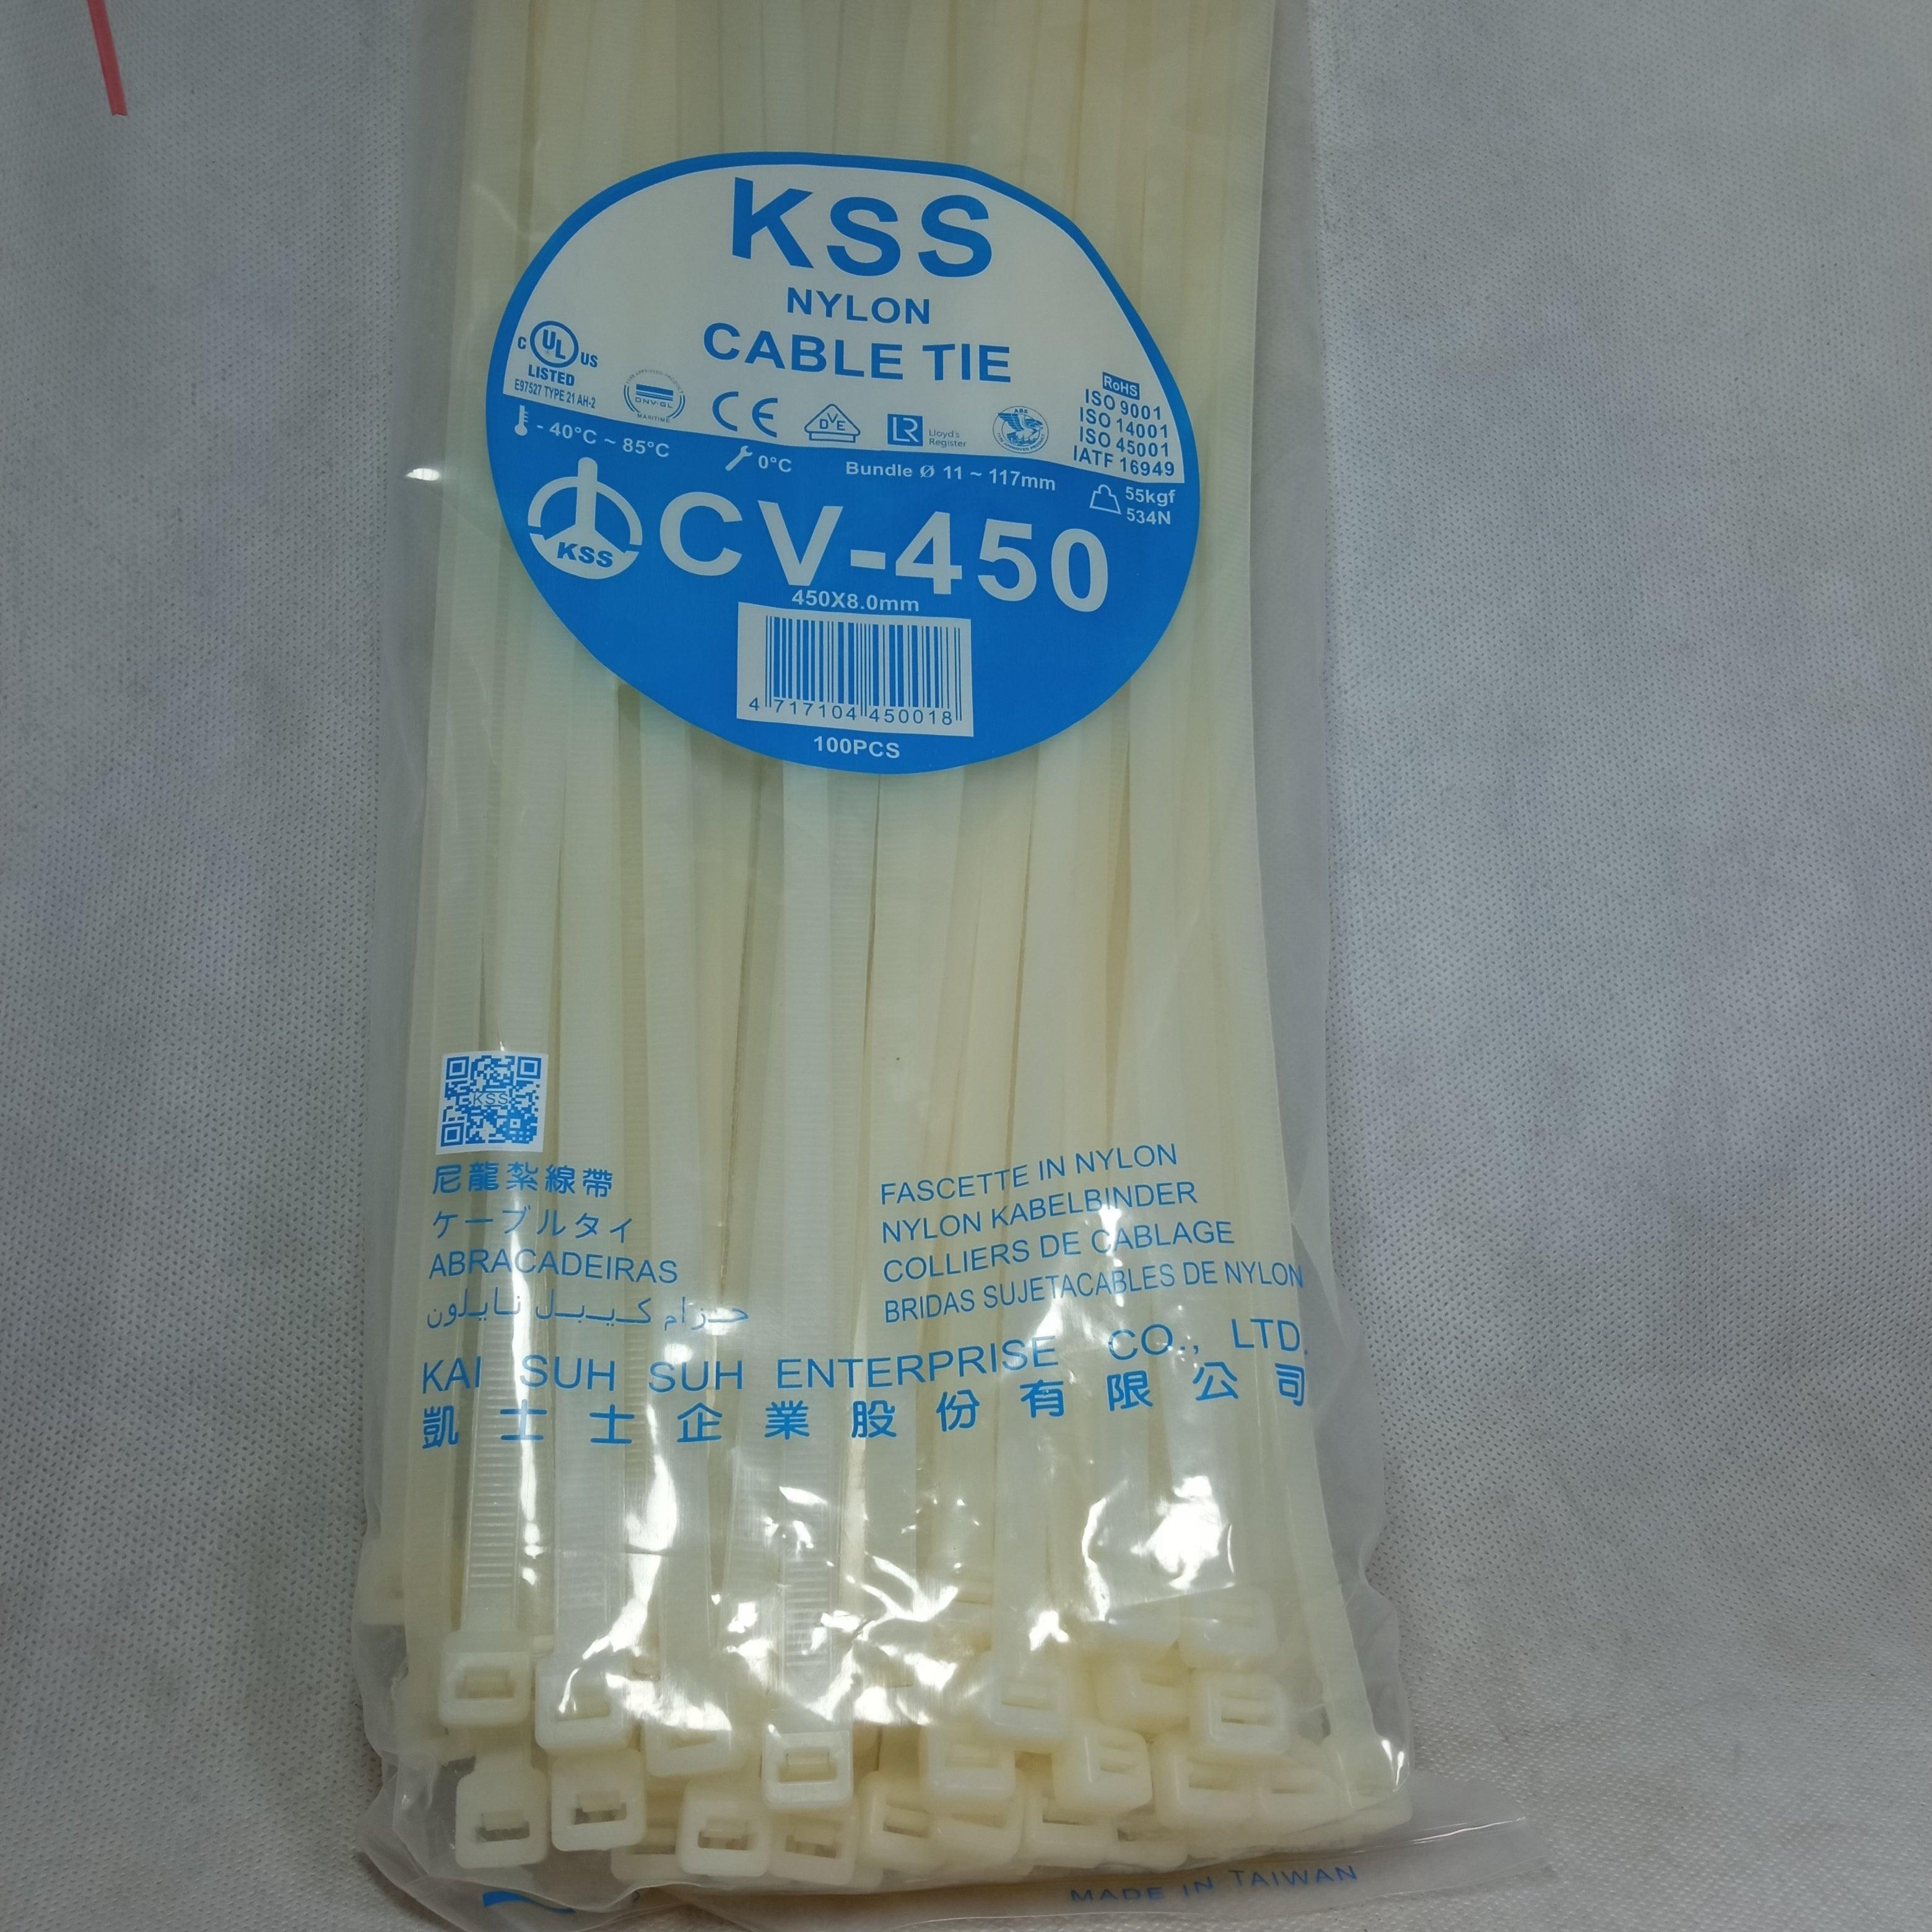 KSS
NYLON
CABLE TIE
C UL US
LISTED
E97527 TYPE 21 AH-2
DNV·GL
MARITIME
CE
DVE
LR
Lloyd's
Register
ABS
RoHS
ISO 9001
ISO 14001
ISO 45001
IATF 16949
- 40°C ~ 85°C
0°C
Bundle Ø 11 ~ 117mm
55kgf
534N
KSS
CV-450
450X8.0mm
4 717104 450018
100PCS
KSS
尼龍紮線帶
ケーブルタイ
ABRACADEIRAS
حزام كيبل نايلون
FASCETTE IN NYLON
NYLON KABELBINDER
COLLIERS DE CABLAGE
BRIDAS SUJETACABLES DE NYLON
KAI SUH SUH ENTERPRISE CO., LTD.
凱士士企業股份有限公司
MADE IN TAIWAN